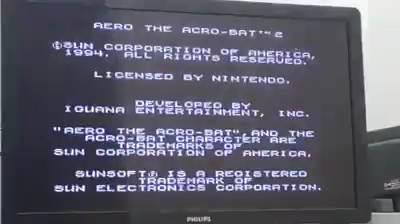 AERO THE ACRO-BAT™ 2
©SUN CORPORATION OF AMERICA,
1994. ALL RIGHTS RESERVED.
LICENSED BY NINTENDO.
DEVELOPED BY
IGUANA ENTERTAINMENT, INC.
"AERO THE ACRO-BAT", AND THE
ACRO-BAT CHARACTER ARE
TRADEMARKS OF
SUN CORPORATION OF AMERICA.
SUNSOFT® IS A REGISTERED
TRADEMARK OF
SUN ELECTRONICS CORPORATION.
PHILIPS